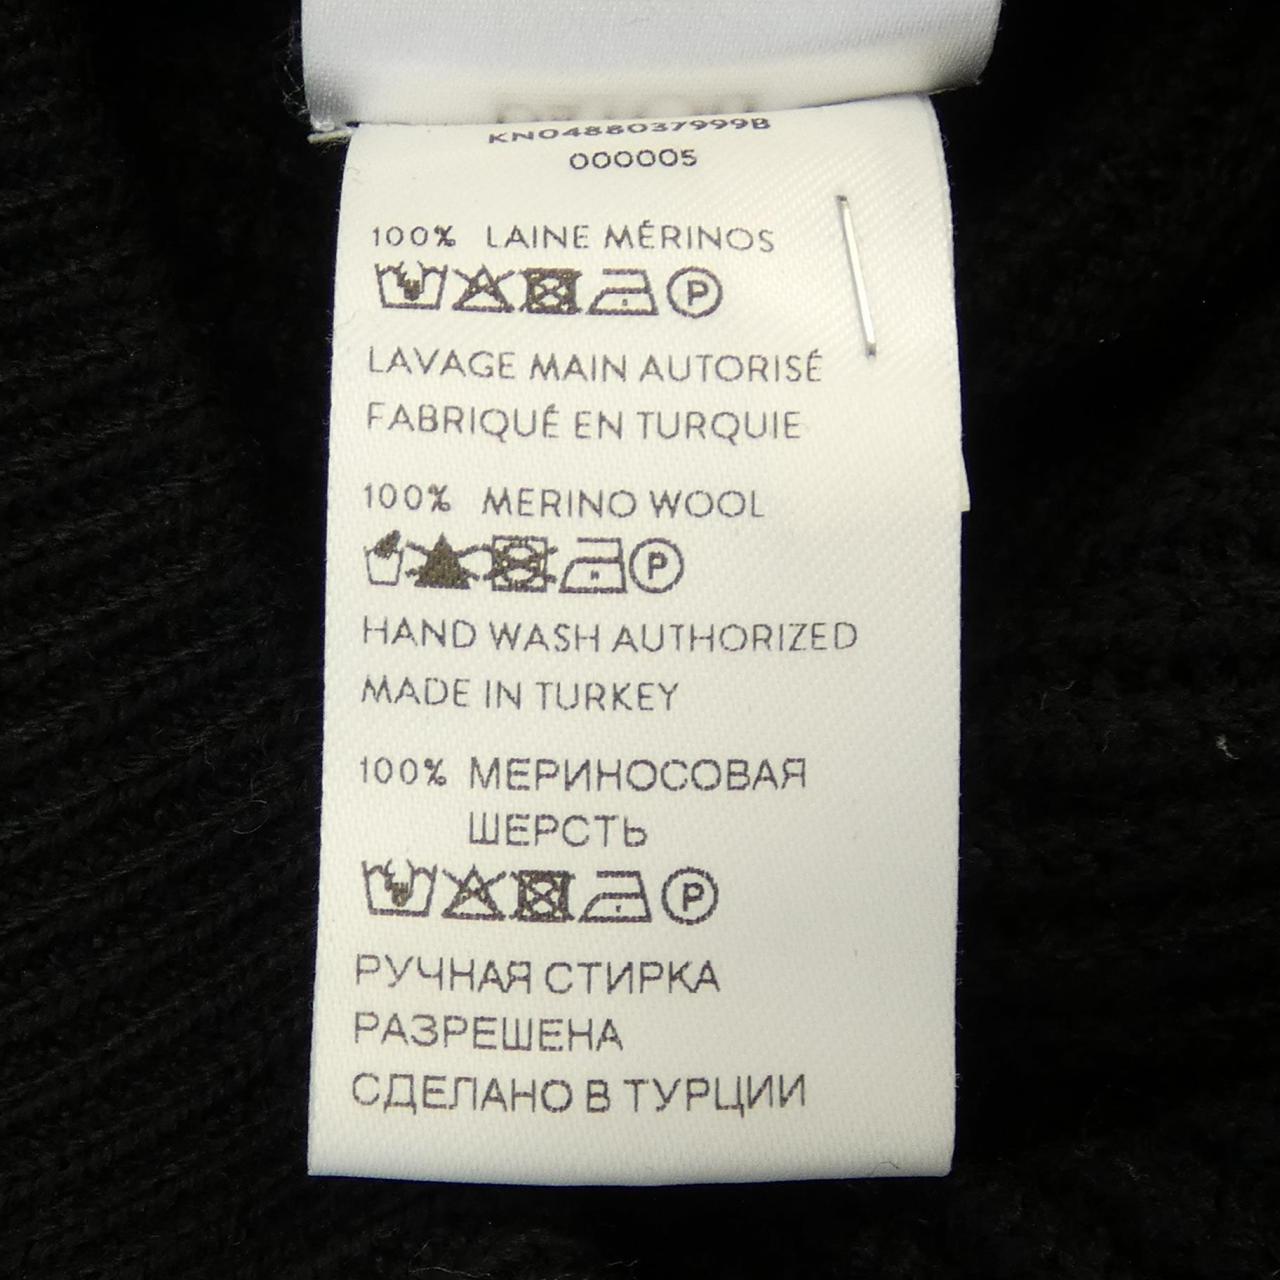 KN0488037999B
000005
100% LAINE MÉRINOS
P
LAVAGE MAIN AUTORISÉ
FABRIQUÉ EN TURQUIE
100% MERINO WOOL
P
HAND WASH AUTHORIZED
MADE IN TURKEY
100% МЕРИНОСОВАЯ
ШЕРСТЬ
P
РУЧНАЯ СТИРКА
РАЗРЕШЕНА
СДЕЛАНО В ТУРЦИИ